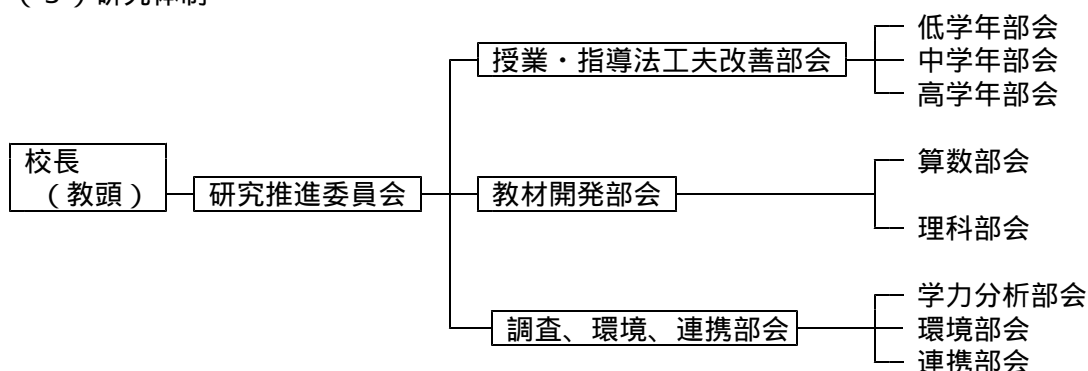 （３）研究体制
低学年部会
授業・指導法工夫改善部会
中学年部会
高学年部会
校長
（教頭）
研究推進委員会
教材開発部会
算数部会
理科部会
学力分析部会
調査、環境、連携部会
環境部会
連携部会